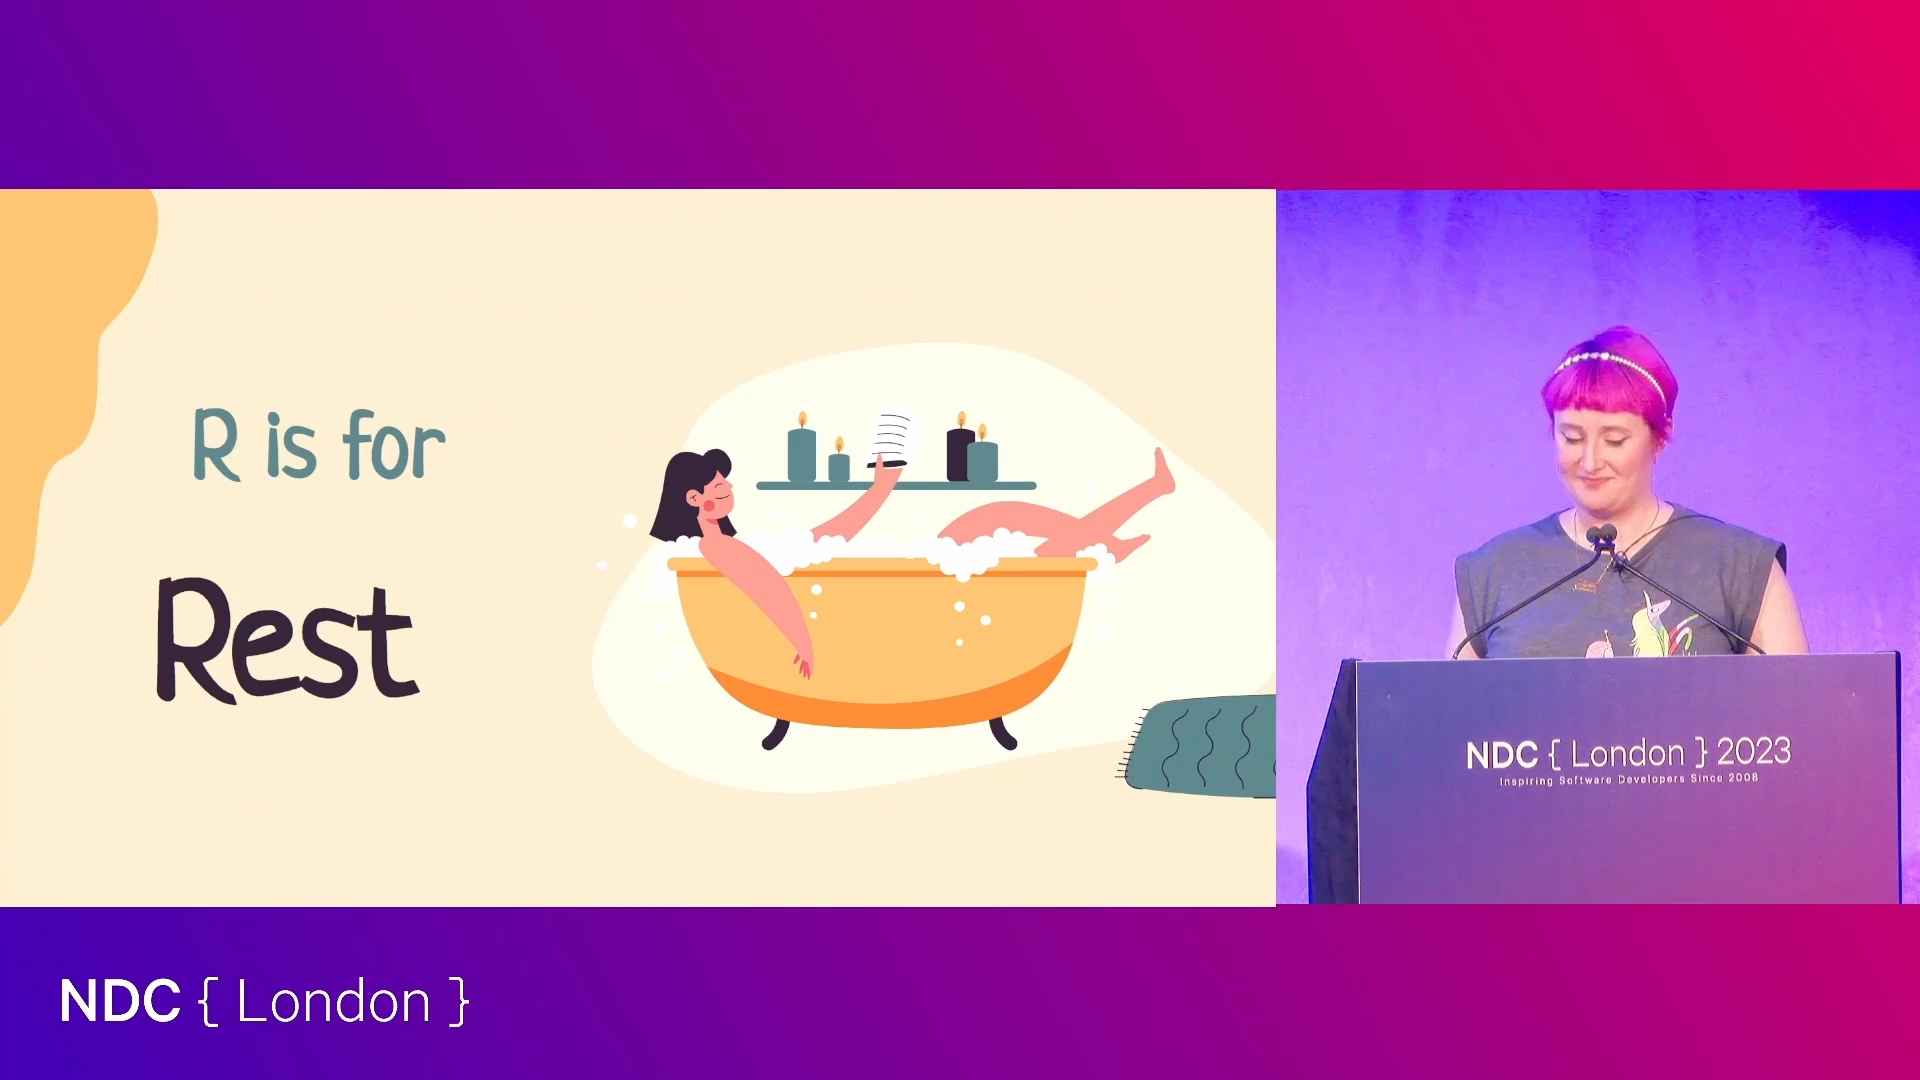 R is for
Rest
NDC { London } 2023
Inspiring Software Developers Since 2008
NDC { London }